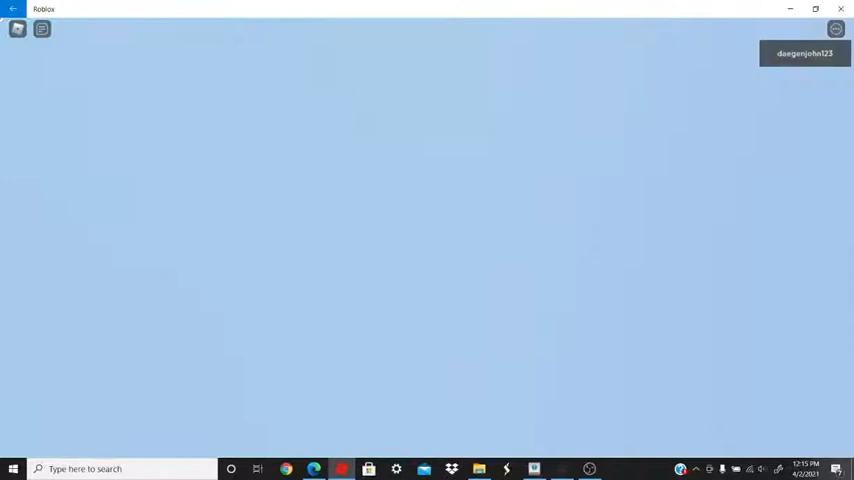 Roblox
daegenjohn123
Type here to search
12:15 PM
4/2/2021